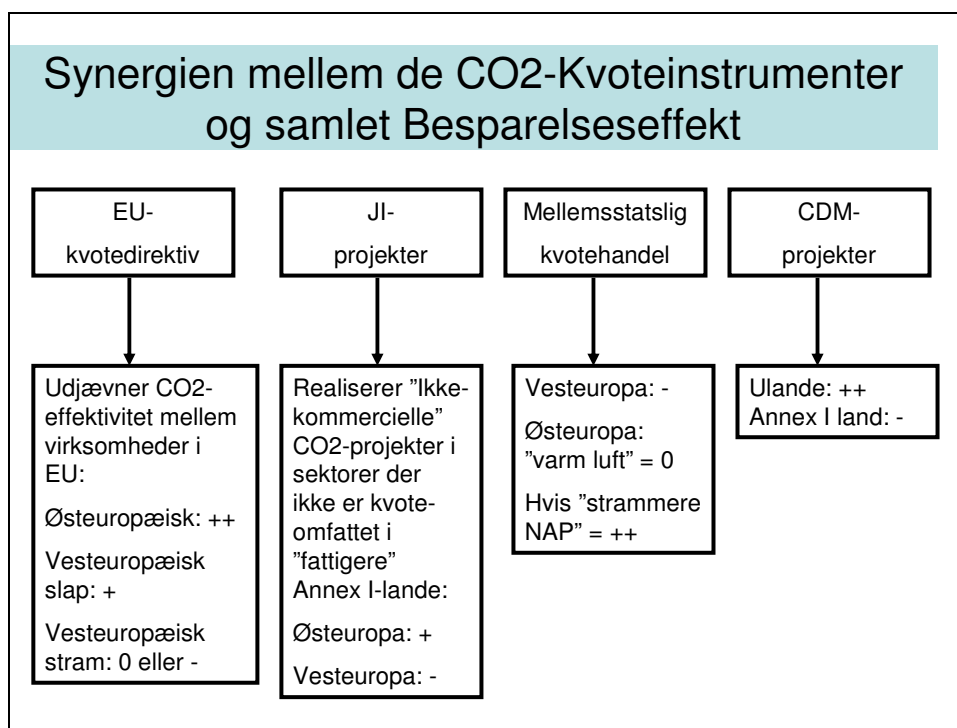 Synergien mellem de CO2-Kvoteinstrumenter
og samlet Besparelseseffekt
EU-
kvotedirektiv
JI-
projekter
Mellemsstatslig
kvotehandel
CDM-
projekter
Udjævner CO2-
effektivitet mellem
virksomheder i
EU:
Østeuropæisk: ++
Vesteuropæisk
slap: +
Vesteuropæisk
stram: 0 eller -
Realiserer ”Ikke-
kommercielle”
CO2-projekter i
sektorer der
ikke er kvote-
omfattet i
”fattigere”
Annex I-lande:
Østeuropa: +
Vesteuropa: -
Vesteuropa: -
Østeuropa:
”varm luft” = 0
Hvis ”strammere
NAP” = ++
Ulande: ++
Annex I land: -